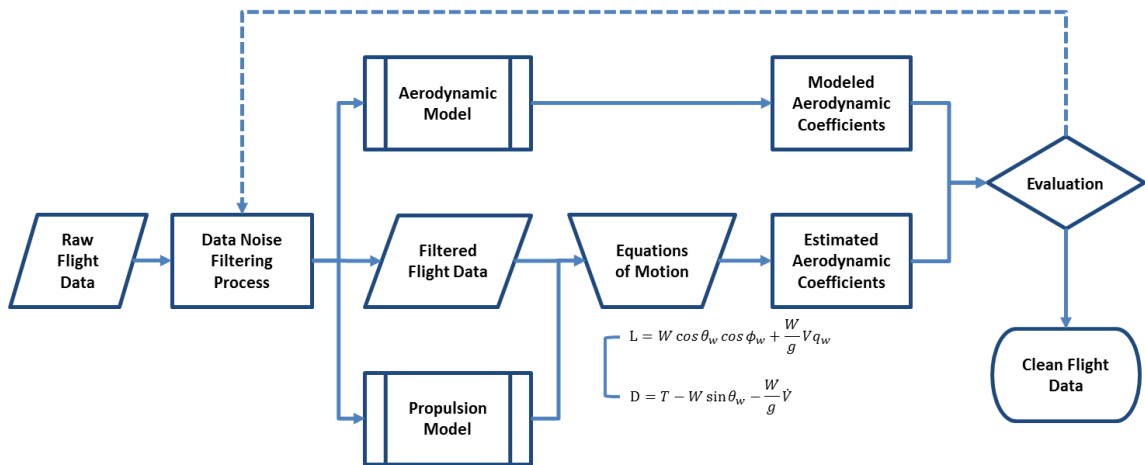 Aerodynamic
Model
Modeled
Aerodynamic
Coefficients
Evaluation
Raw
Flight
Data
Data Noise
Filtering
Process
Filtered
Flight Data
Equations
of Motion
Estimated
Aerodynamic
Coefficients
L = W cos θ_w cos ϕ_w + W/g V q_w
D = T − W sin θ_w − W/g V̇
Propulsion
Model
Clean Flight
Data